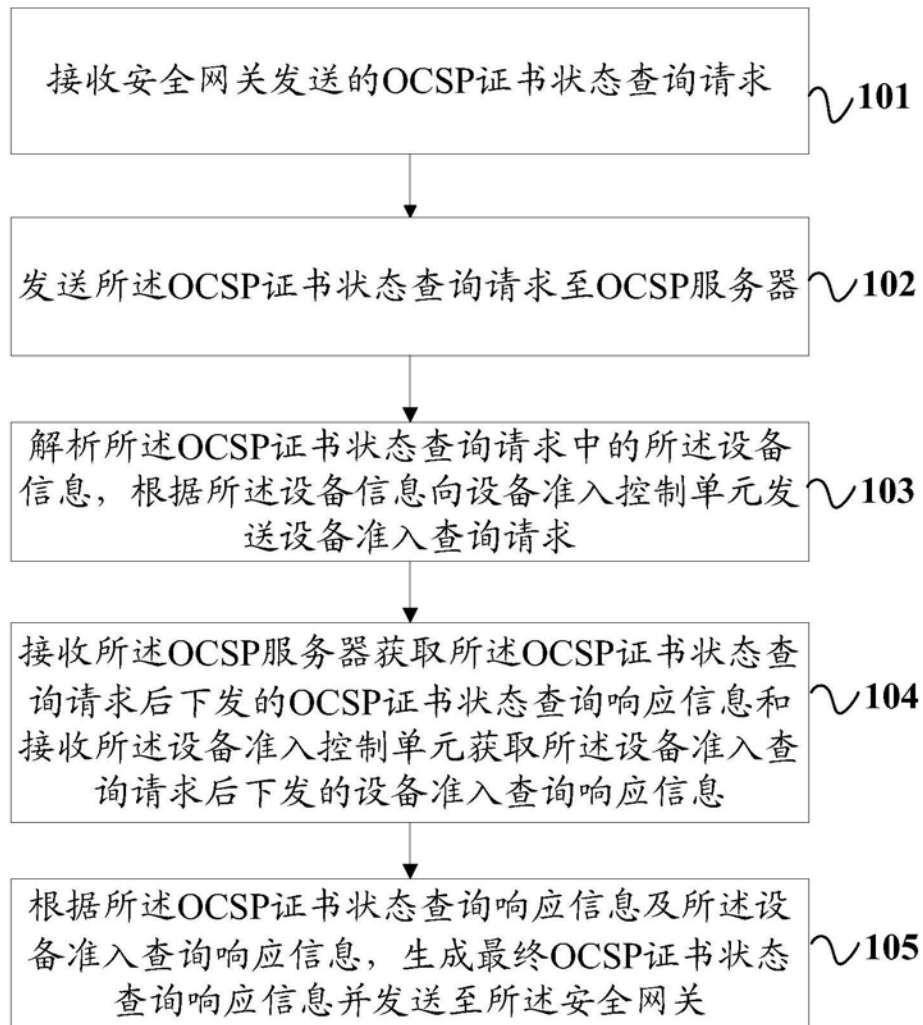 接收安全网关发送的OCSP证书状态查询请求
101
发送所述OCSP证书状态查询请求至OCSP服务器
102
解析所述OCSP证书状态查询请求中的所述设备
信息，根据所述设备信息向设备准入控制单元发
送设备准入查询请求
103
接收所述OCSP服务器获取所述OCSP证书状态查
询请求后下发的OCSP证书状态查询响应信息和
接收所述设备准入控制单元获取所述设备准入查
询请求后下发的设备准入查询响应信息
104
根据所述OCSP证书状态查询响应信息及所述设
备准入查询响应信息，生成最终OCSP证书状态
查询响应信息并发送至所述安全网关
105